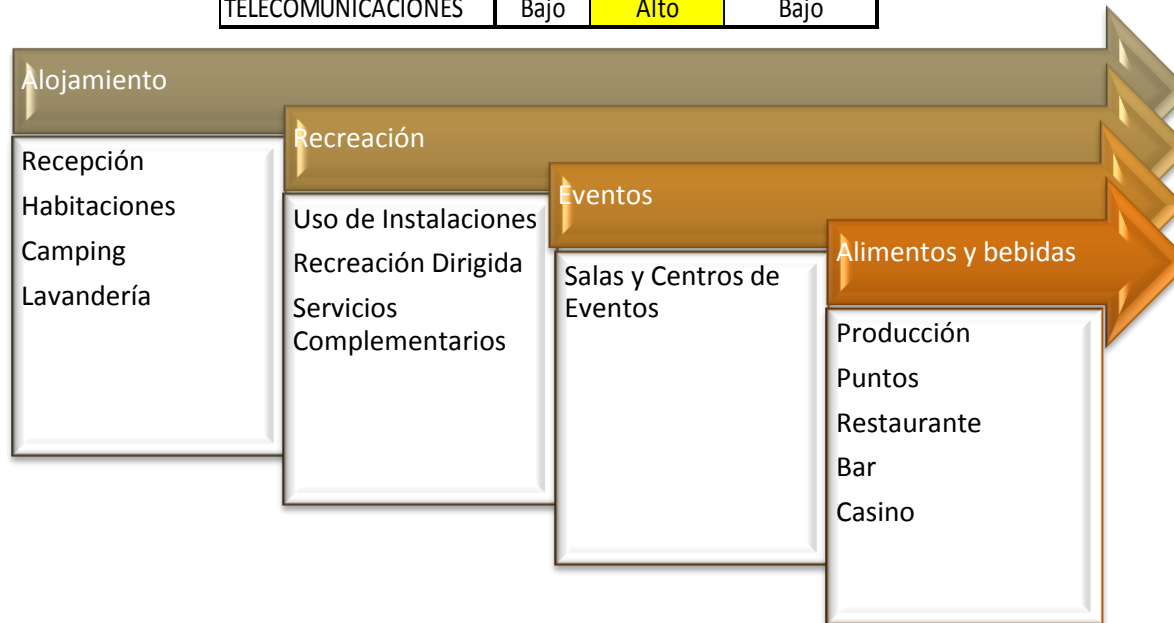 TELECOMUNICACIONES Bajo Alto Bajo
Alojamiento
Recepción
Habitaciones
Camping
Lavandería
Recreación
Uso de Instalaciones
Recreación Dirigida
Servicios
Complementarios
Eventos
Salas y Centros de
Eventos
Alimentos y bebidas
Producción
Puntos
Restaurante
Bar
Casino